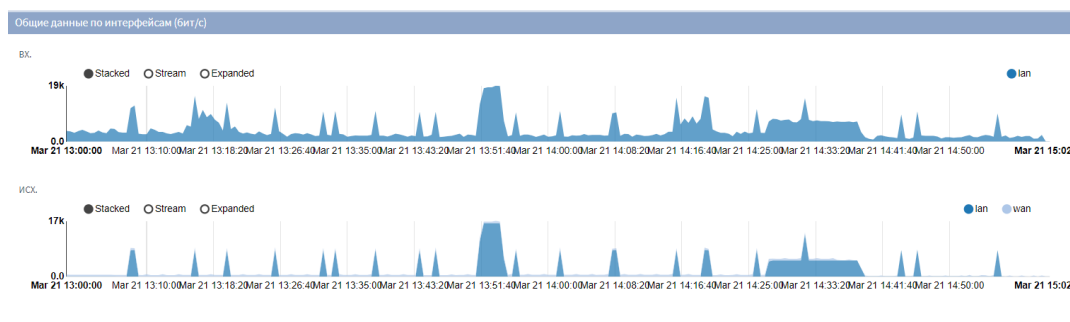 Общие данные по интерфейсам (бит/с)
вх.
Stacked Stream Expanded lan
19k
0.0
Mar 21 13:00:00 Mar 21 13:10:00 Mar 21 13:18:20 Mar 21 13:26:40 Mar 21 13:35:00 Mar 21 13:43:20 Mar 21 13:51:40 Mar 21 14:00:00 Mar 21 14:08:20 Mar 21 14:16:40 Mar 21 14:25:00 Mar 21 14:33:20 Mar 21 14:41:40 Mar 21 14:50:00 Mar 21 15:02
исх.
Stacked Stream Expanded lan wan
17k
0.0
Mar 21 13:00:00 Mar 21 13:10:00 Mar 21 13:18:20 Mar 21 13:26:40 Mar 21 13:35:00 Mar 21 13:43:20 Mar 21 13:51:40 Mar 21 14:00:00 Mar 21 14:08:20 Mar 21 14:16:40 Mar 21 14:25:00 Mar 21 14:33:20 Mar 21 14:41:40 Mar 21 14:50:00 Mar 21 15:02